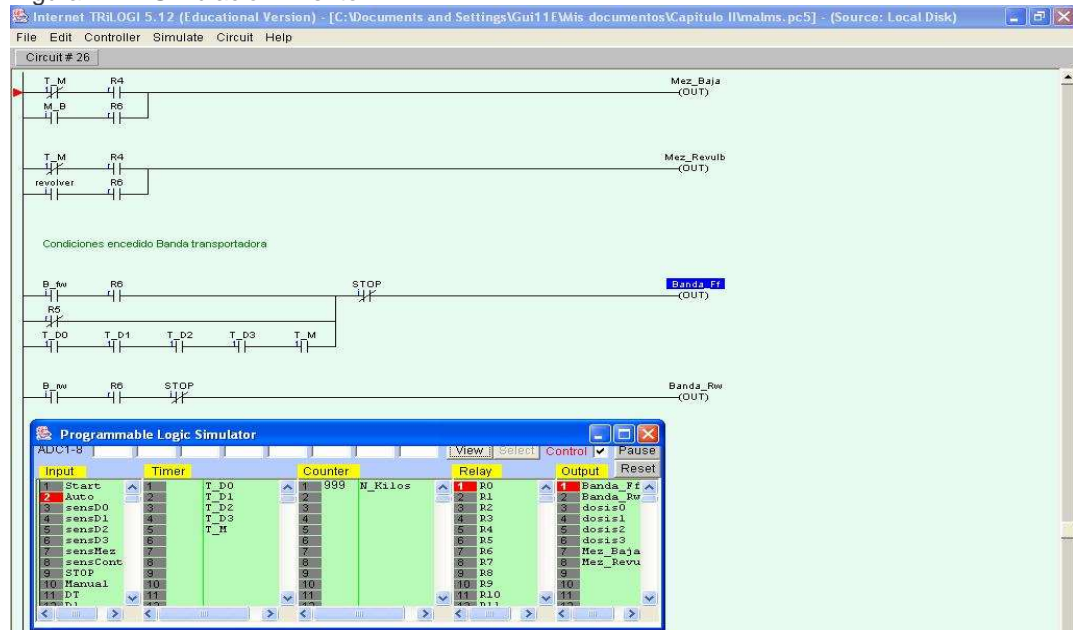 Internet TRiLOGI 5.12 (Educational Version) - [C:\Documents and Settings\Gui11E\Mis documentos\Capitulo II\malms.pc5] - (Source: Local Disk)
File Edit Controller Simulate Circuit Help
Circuit # 26
T_M R4 Mez_Baja
(OUT)
M_B R6
T_M R4 Mez_Revulb
(OUT)
revolver R6
Condiciones encedido Banda transportadora
B_fw R6 STOP Banda_Ff
(OUT)
R5
T_D0 T_D1 T_D2 T_D3 T_M
B_rw R6 STOP Banda_Rw
(OUT)
Programmable Logic Simulator
ADC1-8 View Select Control Pause
Input Timer Counter Relay Output Reset
1 Start 1 T_D0 1 999 N_Kilos 1 R0 1 Banda_Ff
2 Auto 2 T_D1 2 2 R1 2 Banda_Rw
3 sensD0 3 T_D2 3 3 R2 3 dosis0
4 sensD1 4 T_D3 4 4 R3 4 dosis1
5 sensD2 5 T_M 5 5 R4 5 dosis2
6 sensD3 6 6 6 R5 6 dosis3
7 sensMez 7 7 7 R6 7 Mez_Baja
8 sensCont 8 8 8 R7 8 Mez_Revu
9 STOP 9 9 9 R8 9
10 Manual 10 10 10 R9 10
11 DT 11 11 11 R10 11